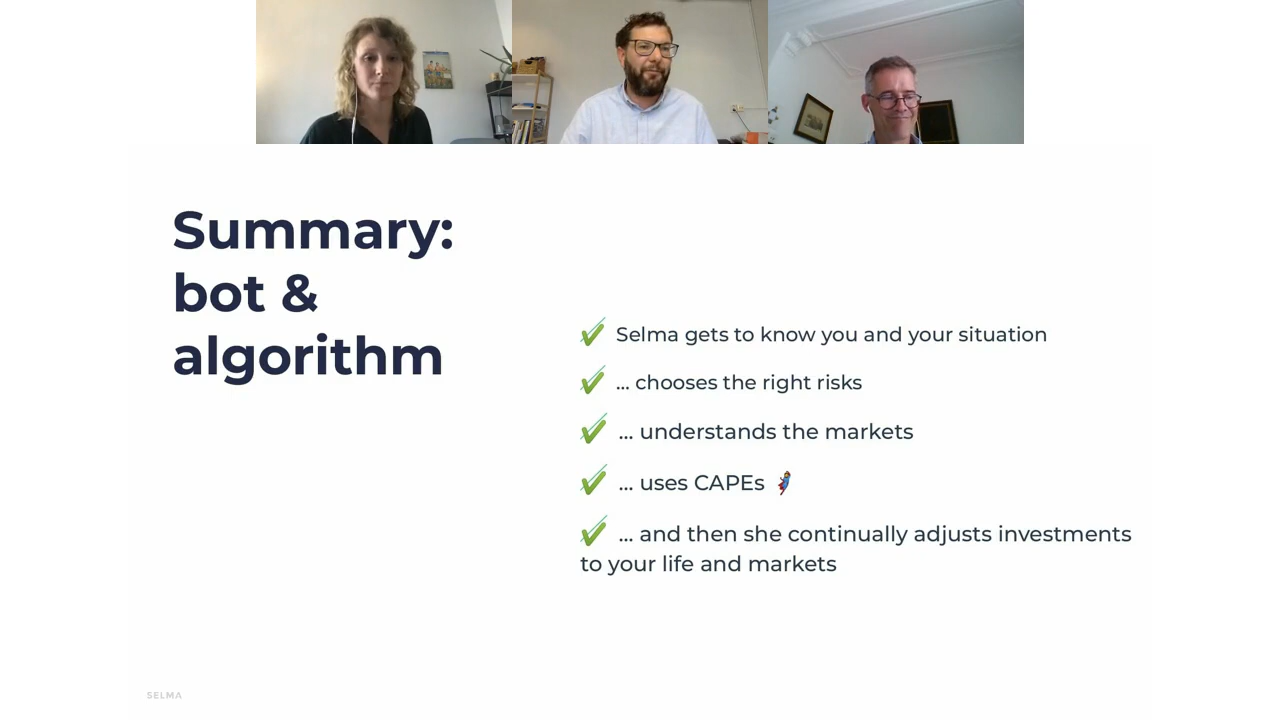 Summary:
bot &
algorithm
✔ Selma gets to know you and your situation
✔ ... chooses the right risks
✔ ... understands the markets
✔ ... uses CAPEs
✔ ... and then she continually adjusts investments
to your life and markets
SELMA